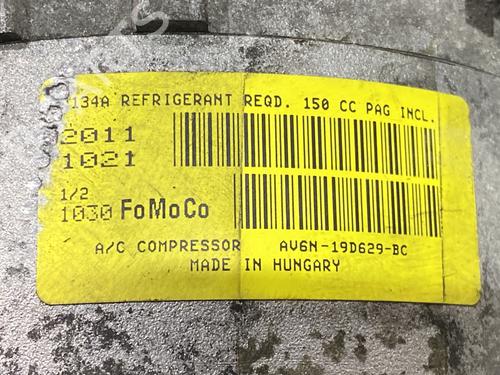 134A REFRIGERANT REQD. 150 CC PAG INCL.
2011
1021
1/2
1030 FoMoCo
A/C COMPRESSOR AV6N-19D629-BC
MADE IN HUNGARY